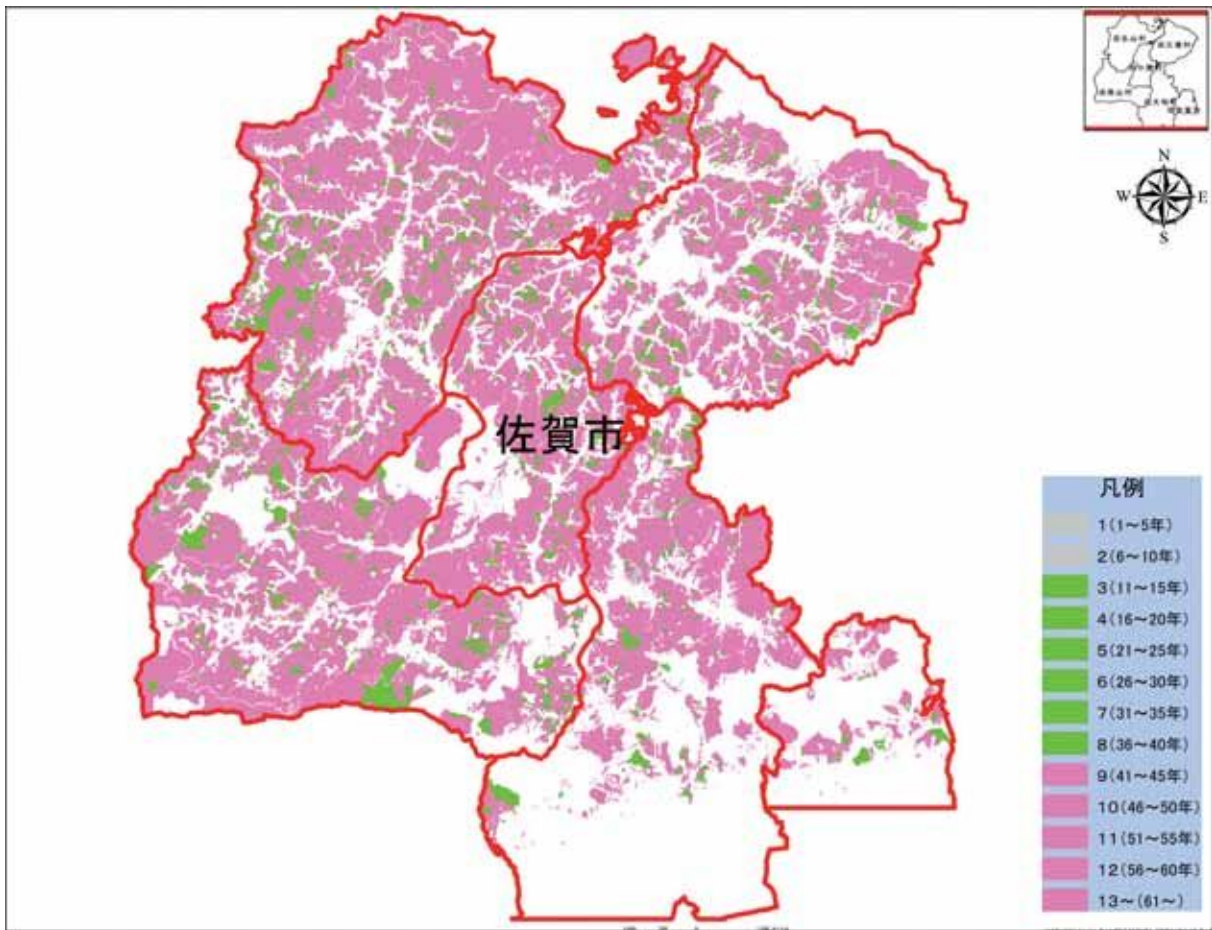 N
W
E
S
佐賀市
凡例
1(1～5年)
2(6～10年)
3(11～15年)
4(16～20年)
5(21～25年)
6(26～30年)
7(31～35年)
8(36～40年)
9(41～45年)
10(46～50年)
11(51～55年)
12(56～60年)
13～(61～)